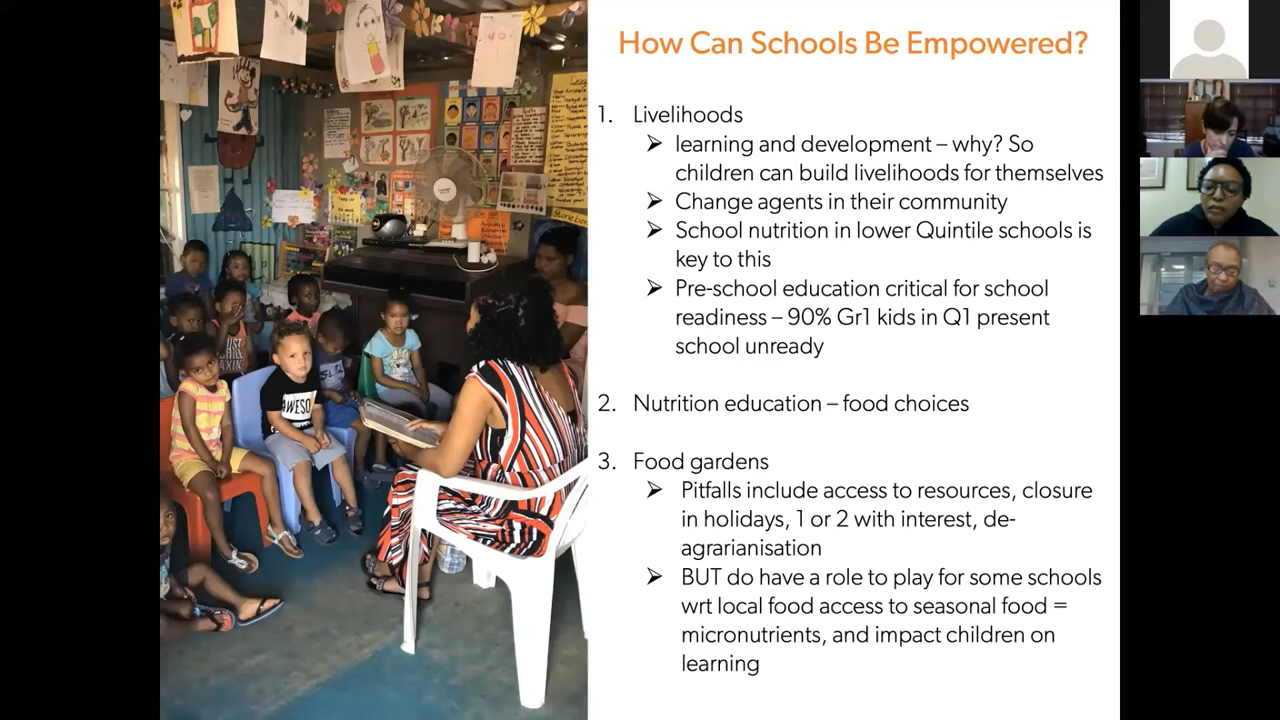 How Can Schools Be Empowered?
1. Livelihoods
➢ learning and development – why? So
children can build livelihoods for themselves
➢ Change agents in their community
➢ School nutrition in lower Quintile schools is
key to this
➢ Pre-school education critical for school
readiness – 90% Gr1 kids in Q1 present
school unready
2. Nutrition education – food choices
3. Food gardens
➢ Pitfalls include access to resources, closure
in holidays, 1 or 2 with interest, de-
agrarianisation
➢ BUT do have a role to play for some schools
wrt local food access to seasonal food =
micronutrients, and impact children on
learning
AWESO